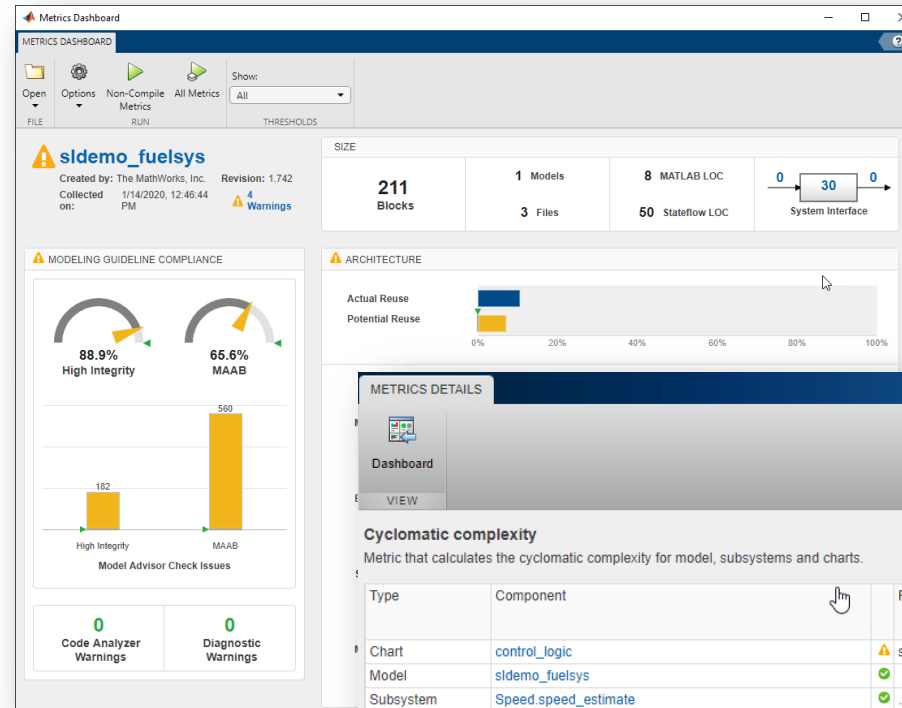 Metrics Dashboard
METRICS DASHBOARD
Open
Options
Non-Compile
Metrics
All Metrics
Show:
All
FILE
RUN
THRESHOLDS
sldemo_fuelsys
Created by: The MathWorks, Inc. Revision: 1.742
Collected on: 1/14/2020, 12:46:44 PM
4 Warnings
SIZE
211
Blocks
1 Models
3 Files
8 MATLAB LOC
50 Stateflow LOC
0 30 0
System Interface
MODELING GUIDELINE COMPLIANCE
88.9%
High Integrity
65.6%
MAAB
560
182
High Integrity
MAAB
Model Advisor Check Issues
0
Code Analyzer
Warnings
0
Diagnostic
Warnings
ARCHITECTURE
Actual Reuse
Potential Reuse
0% 20% 40% 60% 80% 100%
METRICS DETAILS
Dashboard
VIEW
Cyclomatic complexity
Metric that calculates the cyclomatic complexity for model, subsystems and charts.
Type Component
Chart control_logic
Model sldemo_fuelsys
Subsystem Speed.speed_estimate